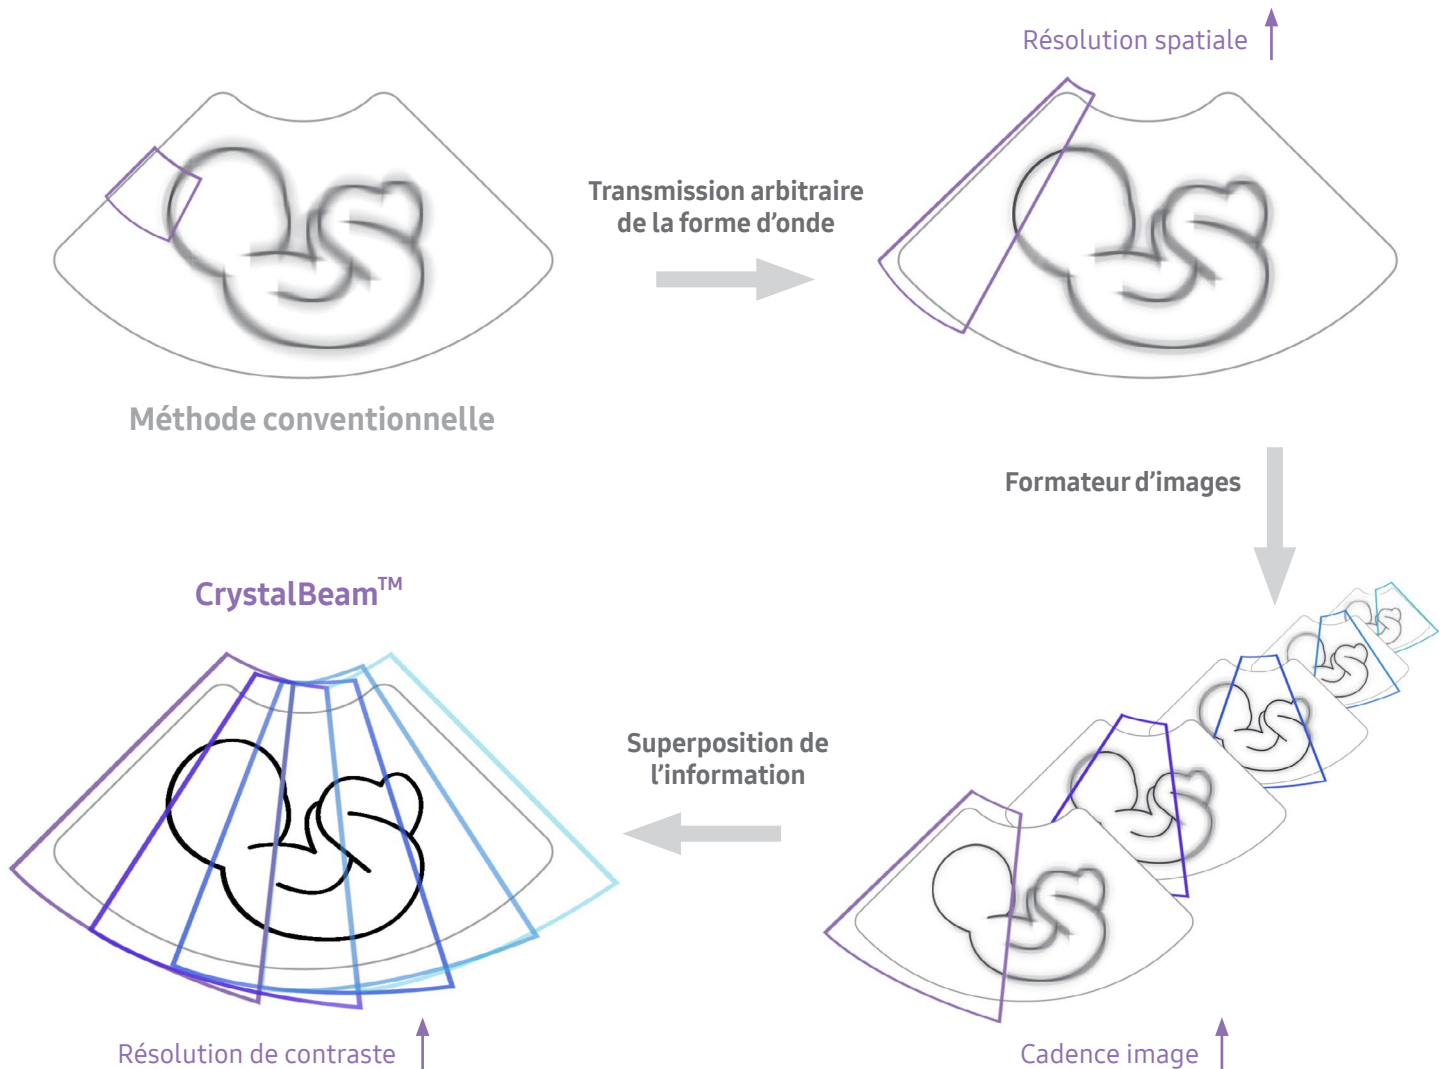 Résolution spatiale
Transmission arbitraire
de la forme d’onde
Méthode conventionnelle
Formateur d’images
CrystalBeam™
Superposition de
l’information
Résolution de contraste
Cadence image